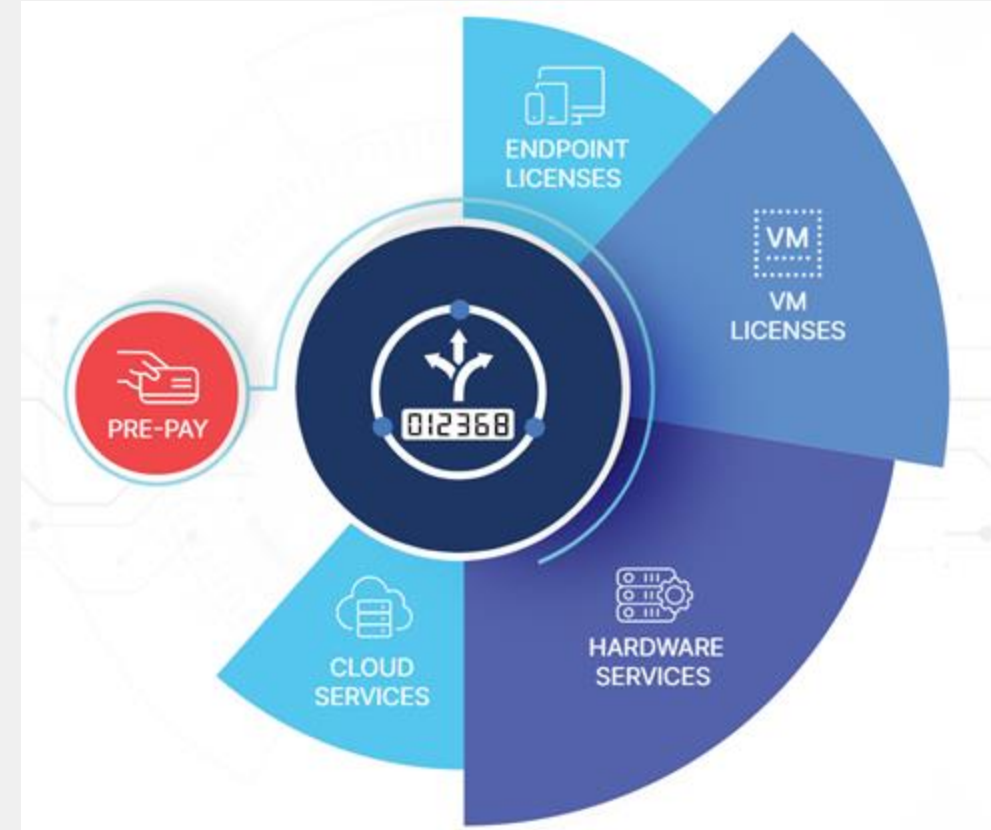 ENDPOINT
LICENSES
VM
VM
LICENSES
PRE-PAY
012368
HARDWARE
SERVICES
CLOUD
SERVICES